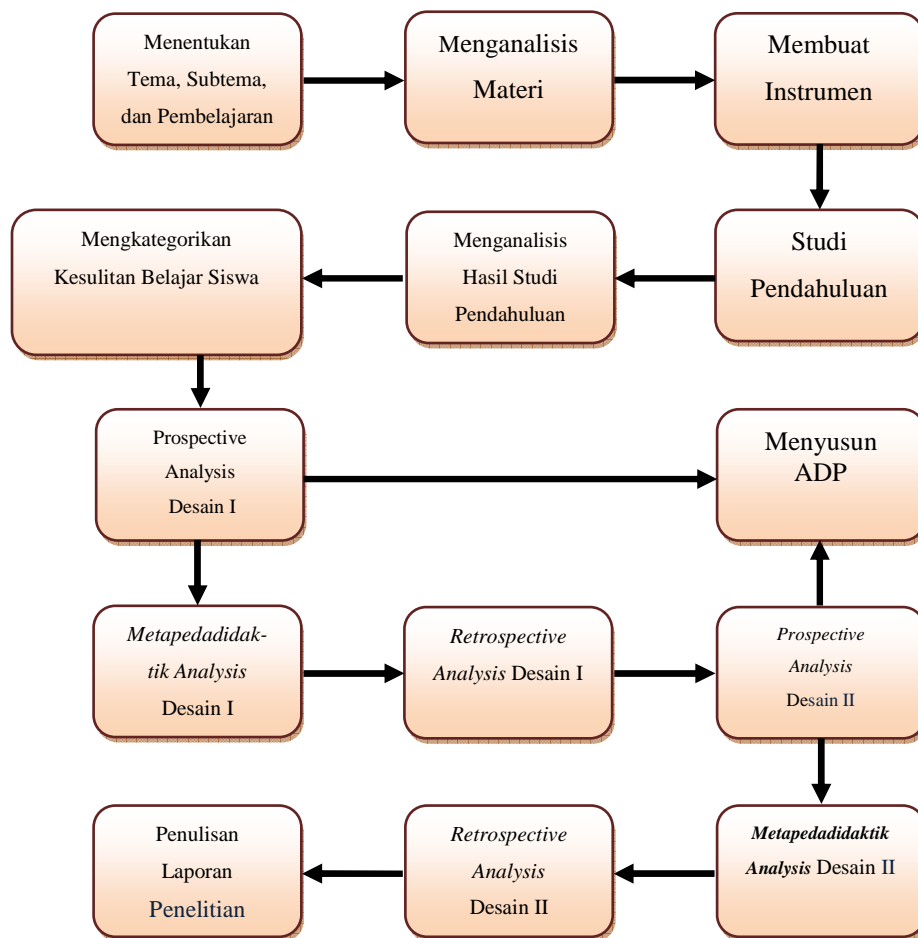 Menentukan
Tema, Subtema,
dan Pembelajaran
Menganalisis
Materi
Membuat
Instrumen
Studi
Pendahuluan
Menganalisis
Hasil Studi
Pendahuluan
Mengkategorikan
Kesulitan Belajar Siswa
Prospective
Analysis
Desain I
Menyusun
ADP
Metapedadidak-
tik Analysis
Desain I
Retrospective
Analysis Desain I
Prospective
Analysis
Desain II
Metapedadidaktik
Analysis Desain II
Retrospective
Analysis
Desain II
Penulisan
Laporan
Penelitian